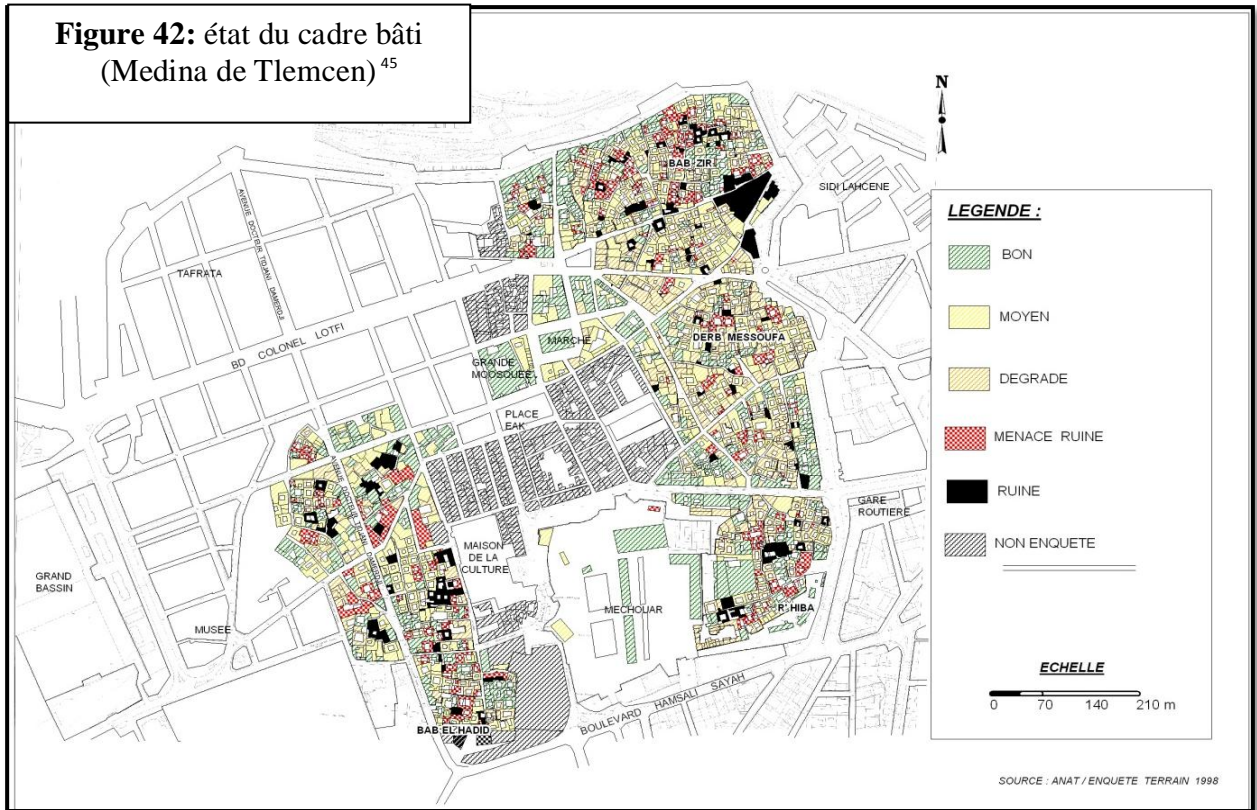 Figure 42: état du cadre bâti
(Medina de Tlemcen) 45
N
BAB ZIR
SIDI LAHCENE
TAFRATA
AVENUE DOCTEUR TIDJANI DAMERDJI
BD COLONEL LOTFI
DERB MESSOUFA
MARCHE
GRANDE
MOOSQUEE
PLACE
EAK
GARE
ROUTIERE
MAISON
DE LA
CULTURE
GRAND
BASSIN
MUSEE
MECHOUAR
R'HIBA
BAB EL HADID
BOULEVARD HAMSALI SAYAH
LEGENDE :
BON
MOYEN
DEGRADE
MENACE RUINE
RUINE
NON ENQUETE
ECHELLE
0 70 140 210 m
SOURCE : ANAT / ENQUETE TERRAIN 1998